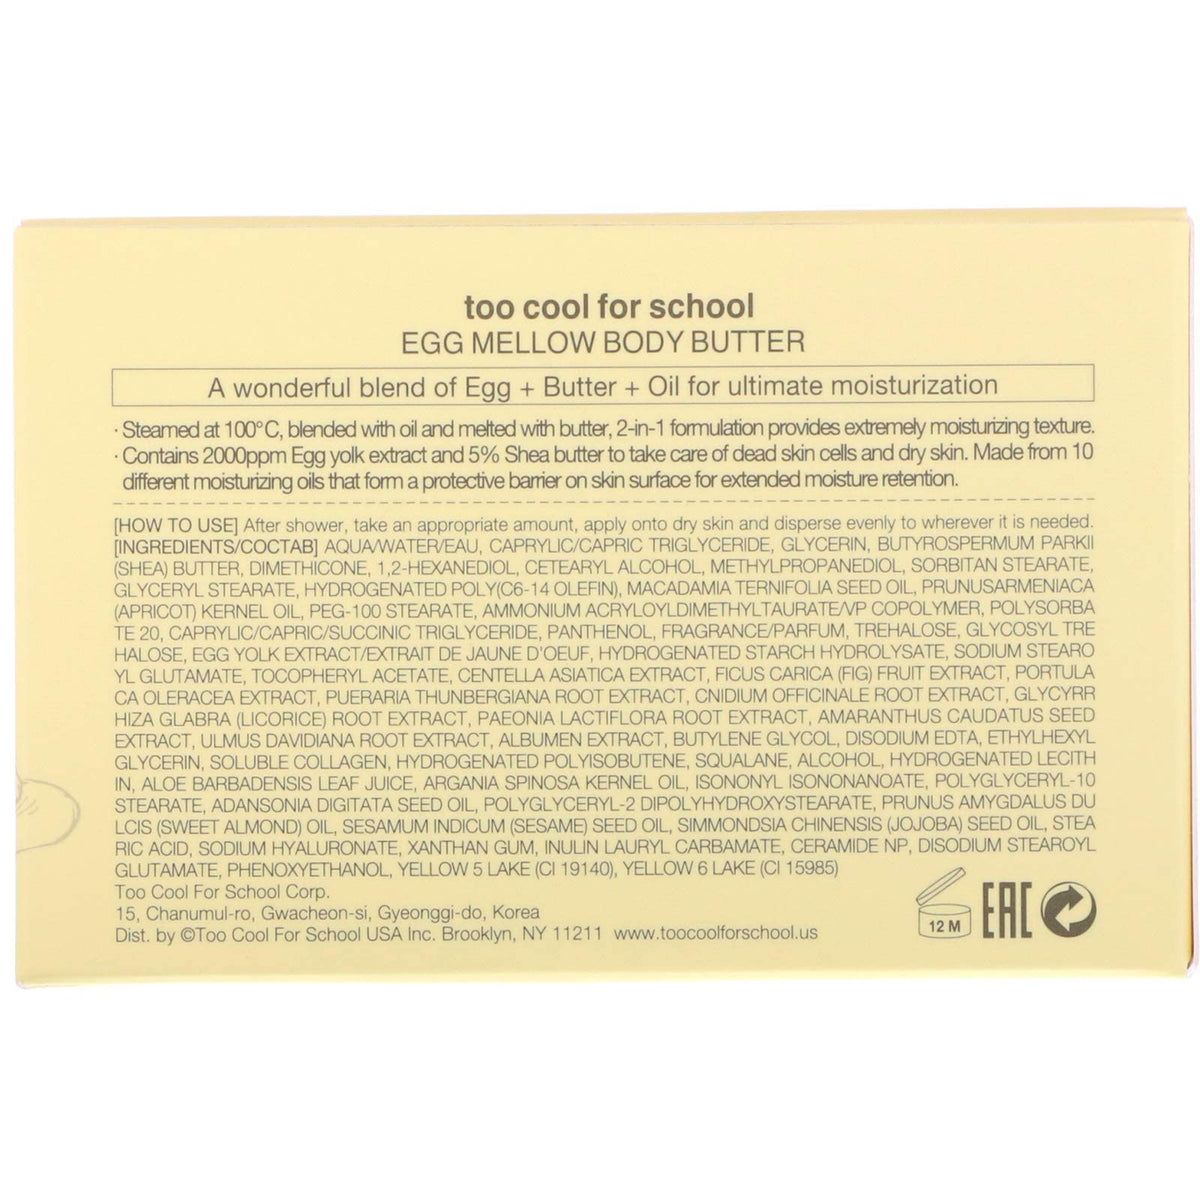 too cool for school
EGG MELLOW BODY BUTTER
A wonderful blend of Egg + Butter + Oil for ultimate moisturization
· Steamed at 100°C, blended with oil and melted with butter, 2-in-1 formulation provides extremely moisturizing texture.
· Contains 2000ppm Egg yolk extract and 5% Shea butter to take care of dead skin cells and dry skin. Made from 10
different moisturizing oils that form a protective barrier on skin surface for extended moisture retention.
[HOW TO USE] After shower, take an appropriate amount, apply onto dry skin and disperse evenly to wherever it is needed.
[INGREDIENTS/COCTAB] AQUA/WATER/EAU, CAPRYLIC/CAPRIC TRIGLYCERIDE, GLYCERIN, BUTYROSPERMUM PARKII
(SHEA) BUTTER, DIMETHICONE, 1,2-HEXANEDIOL, CETEARYL ALCOHOL, METHYLPROPANEDIOL, SORBITAN STEARATE,
GLYCERYL STEARATE, HYDROGENATED POLY(C6-14 OLEFIN), MACADAMIA TERNIFOLIA SEED OIL, PRUNUSARMENIACA
(APRICOT) KERNEL OIL, PEG-100 STEARATE, AMMONIUM ACRYLOYLDIMETHYLTAURATE/VP COPOLYMER, POLYSORBA
TE 20, CAPRYLIC/CAPRIC/SUCCINIC TRIGLYCERIDE, PANTHENOL, FRAGRANCE/PARFUM, TREHALOSE, GLYCOSYL TRE
HALOSE, EGG YOLK EXTRACT/EXTRAIT DE JAUNE D'OEUF, HYDROGENATED STARCH HYDROLYSATE, SODIUM STEARO
YL GLUTAMATE, TOCOPHERYL ACETATE, CENTELLA ASIATICA EXTRACT, FICUS CARICA (FIG) FRUIT EXTRACT, PORTULA
CA OLERACEA EXTRACT, PUERARIA THUNBERGIANA ROOT EXTRACT, CNIDIUM OFFICINALE ROOT EXTRACT, GLYCYRR
HIZA GLABRA (LICORICE) ROOT EXTRACT, PAEONIA LACTIFLORA ROOT EXTRACT, AMARANTHUS CAUDATUS SEED
EXTRACT, ULMUS DAVIDIANA ROOT EXTRACT, ALBUMEN EXTRACT, BUTYLENE GLYCOL, DISODIUM EDTA, ETHYLHEXYL
GLYCERIN, SOLUBLE COLLAGEN, HYDROGENATED POLYISOBUTENE, SQUALANE, ALCOHOL, HYDROGENATED LECITH
IN, ALOE BARBADENSIS LEAF JUICE, ARGANIA SPINOSA KERNEL OIL, ISONONYL ISONONANOATE, POLYGLYCERYL-10
STEARATE, ADANSONIA DIGITATA SEED OIL, POLYGLYCERYL-2 DIPOLYHYDROXYSTEARATE, PRUNUS AMYGDALUS DU
LCIS (SWEET ALMOND) OIL, SESAMUM INDICUM (SESAME) SEED OIL, SIMMONDSIA CHINENSIS (JOJOBA) SEED OIL, STEA
RIC ACID, SODIUM HYALURONATE, XANTHAN GUM, INULIN LAURYL CARBAMATE, CERAMIDE NP, DISODIUM STEAROYL
GLUTAMATE, PHENOXYETHANOL, YELLOW 5 LAKE (CI 19140), YELLOW 6 LAKE (CI 15985)
Too Cool For School Corp.
15, Chanumul-ro, Gwacheon-si, Gyeonggi-do, Korea
Dist. by ©Too Cool For School USA Inc. Brooklyn, NY 11211 www.toocoolforschool.us
12 M
EAC